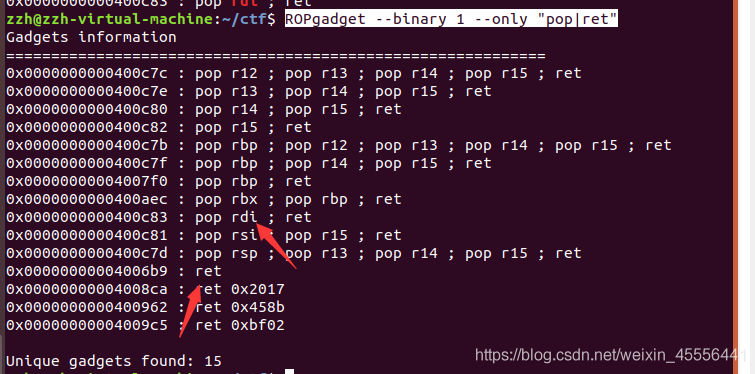 0x0000000000400c83 : pop rdi ; ret
zzh@zzh-virtual-machine:~/ctf$ ROPgadget --binary 1 --only "pop|ret"
Gadgets information
============================================================
0x0000000000400c7c : pop r12 ; pop r13 ; pop r14 ; pop r15 ; ret
0x0000000000400c7e : pop r13 ; pop r14 ; pop r15 ; ret
0x0000000000400c80 : pop r14 ; pop r15 ; ret
0x0000000000400c82 : pop r15 ; ret
0x0000000000400c7b : pop rbp ; pop r12 ; pop r13 ; pop r14 ; pop r15 ; ret
0x0000000000400c7f : pop rbp ; pop r14 ; pop r15 ; ret
0x00000000004007f0 : pop rbp ; ret
0x0000000000400aec : pop rbx ; pop rbp ; ret
0x0000000000400c83 : pop rdi ; ret
0x0000000000400c81 : pop rsi ; pop r15 ; ret
0x0000000000400c7d : pop rsp ; pop r13 ; pop r14 ; pop r15 ; ret
0x00000000004006b9 : ret
0x00000000004008ca : ret 0x2017
0x0000000000400962 : ret 0x458b
0x00000000004009c5 : ret 0xbf02
Unique gadgets found: 15
https://blog.csdn.net/weixin_45556441